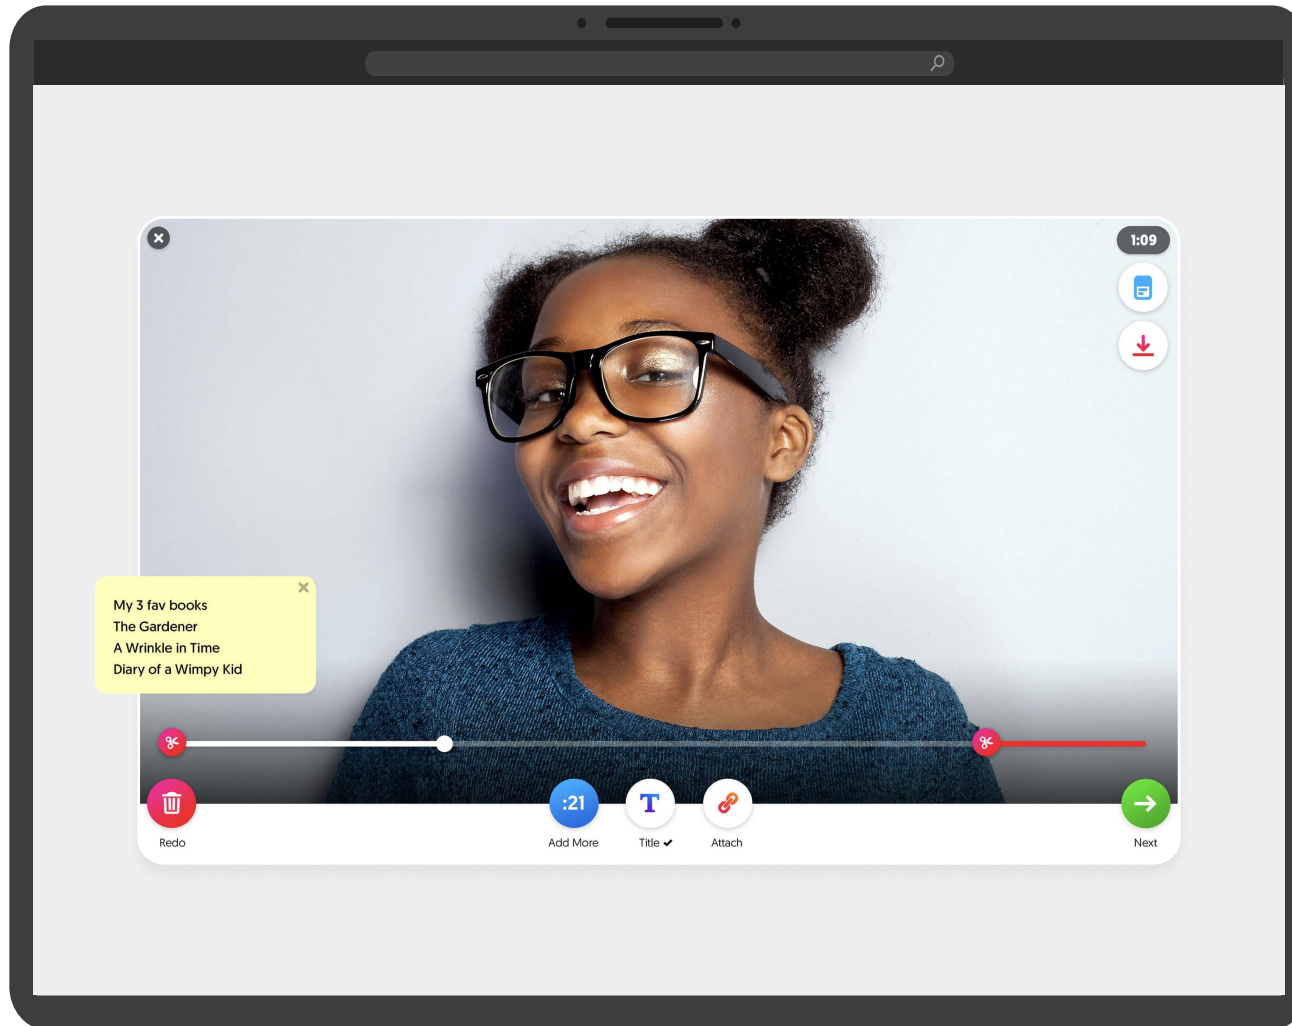 1:09
My 3 fav books
The Gardener
A Wrinkle in Time
Diary of a Wimpy Kid
:21
T
Redo
Add More
Title ✔
Attach
Next